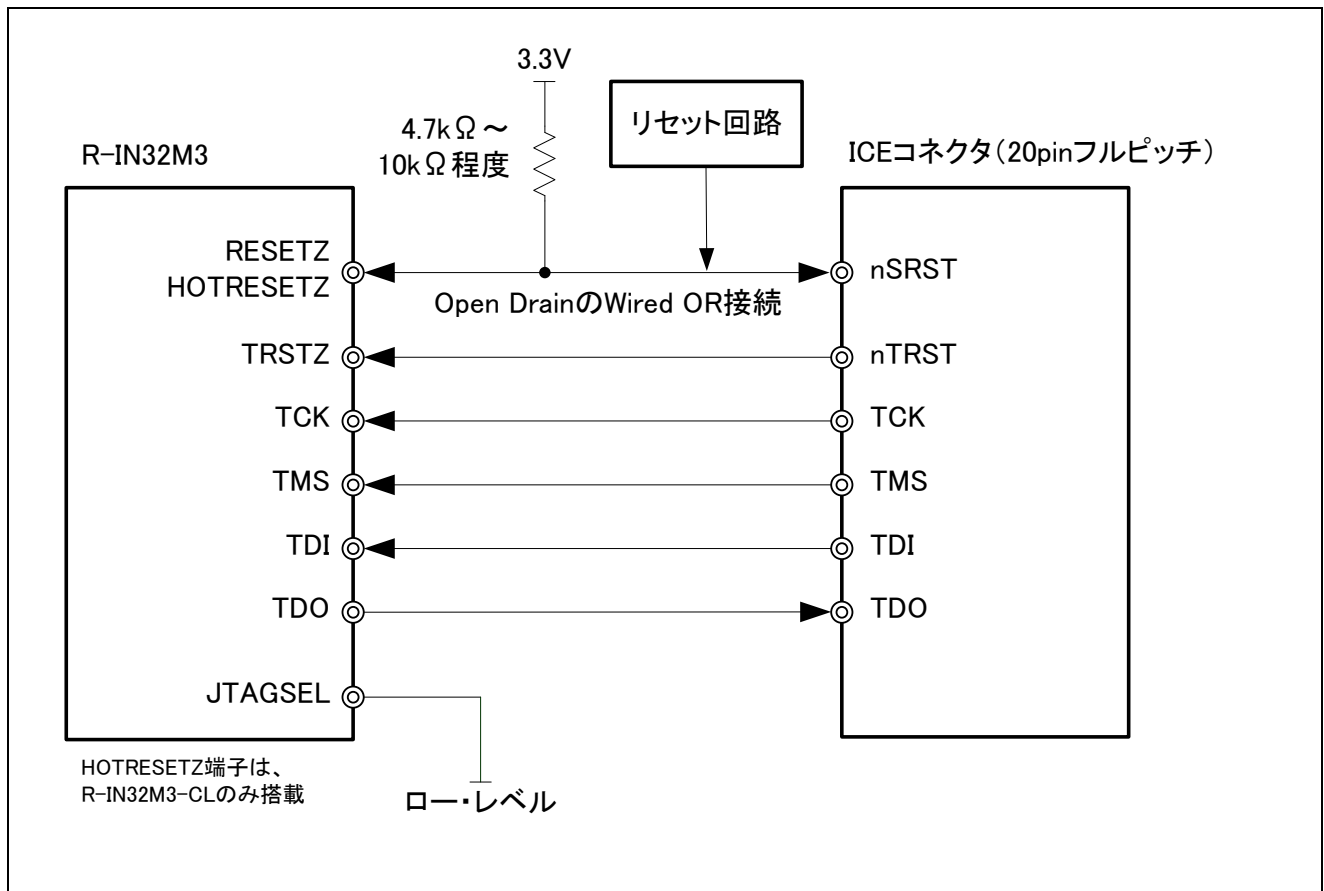 3.3V
4.7kΩ～
10kΩ程度
リセット回路
R-IN32M3
ICEコネクタ(20pinフルピッチ)
RESETZ
HOTRESETZ
nSRST
Open DrainのWired OR接続
TRSTZ
nTRST
TCK
TCK
TMS
TMS
TDI
TDI
TDO
TDO
JTAGSEL
HOTRESETZ端子は、
R-IN32M3-CLのみ搭載
ロー・レベル